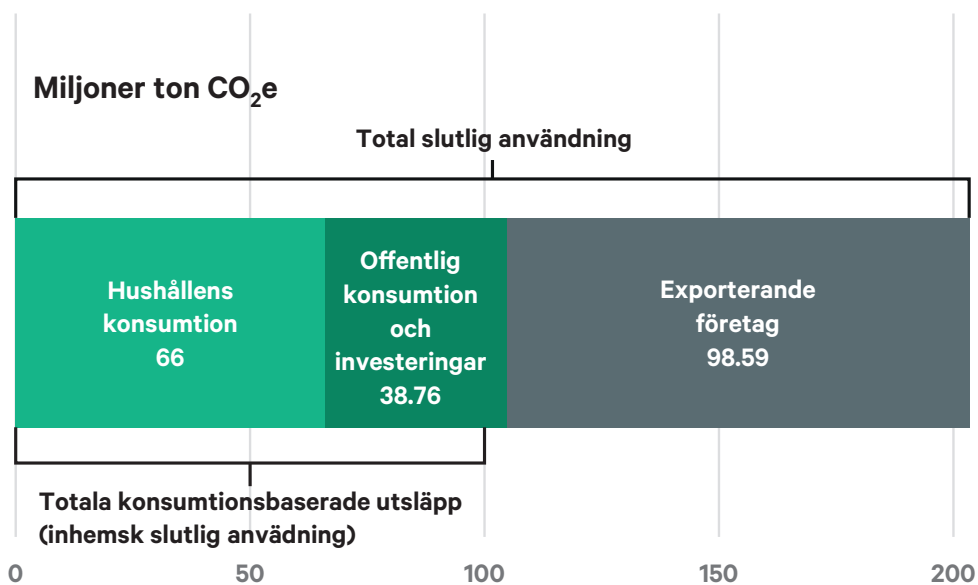 Miljoner ton CO₂e
Total slutlig användning
Hushållens
konsumtion
66
Offentlig
konsumtion
och
investeringar
38.76
Exporterande
företag
98.59
Totala konsumtionsbaserade utsläpp
(inhemsk slutlig anvädning)
0 50 100 150 200